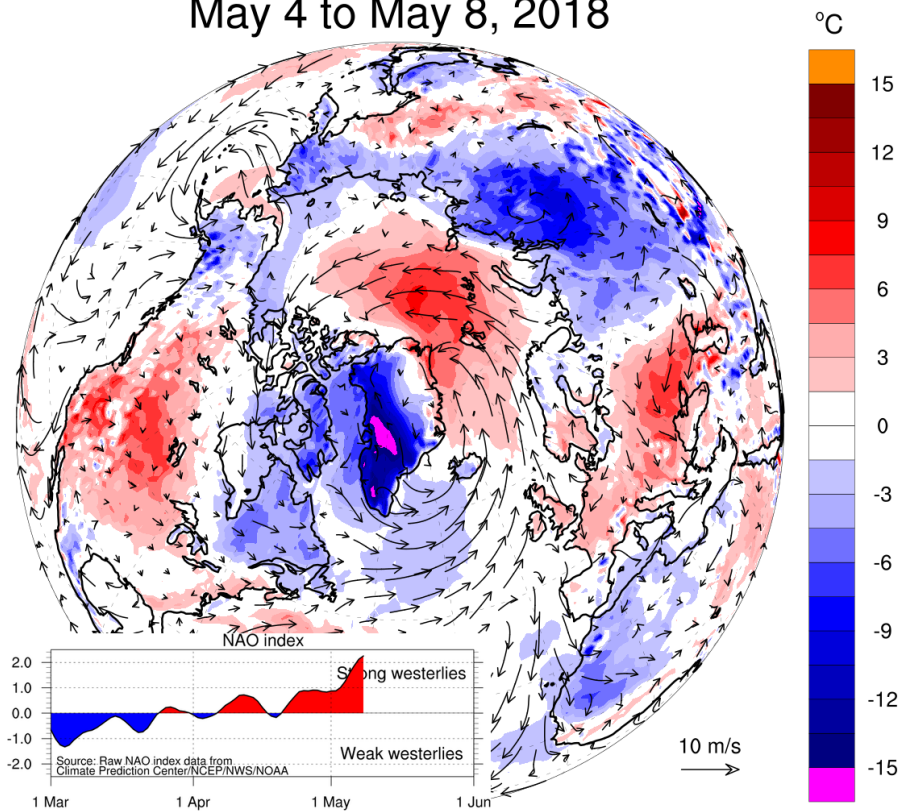 May 4 to May 8, 2018
°C
15
12
9
6
3
0
-3
-6
-9
-12
-15
NAO index
2.0
1.0
0.0
-1.0
-2.0
Strong westerlies
Weak westerlies
Source: Raw NAO index data from
Climate Prediction Center/NCEP/NWS/NOAA
1 Mar
1 Apr
1 May
1 Jun
10 m/s